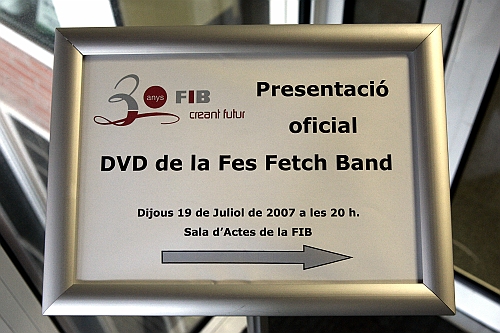 30 anys FIB
creant futur
Presentació
oficial
DVD de la Fes Fetch Band
Dijous 19 de Juliol de 2007 a les 20 h.
Sala d'Actes de la FIB